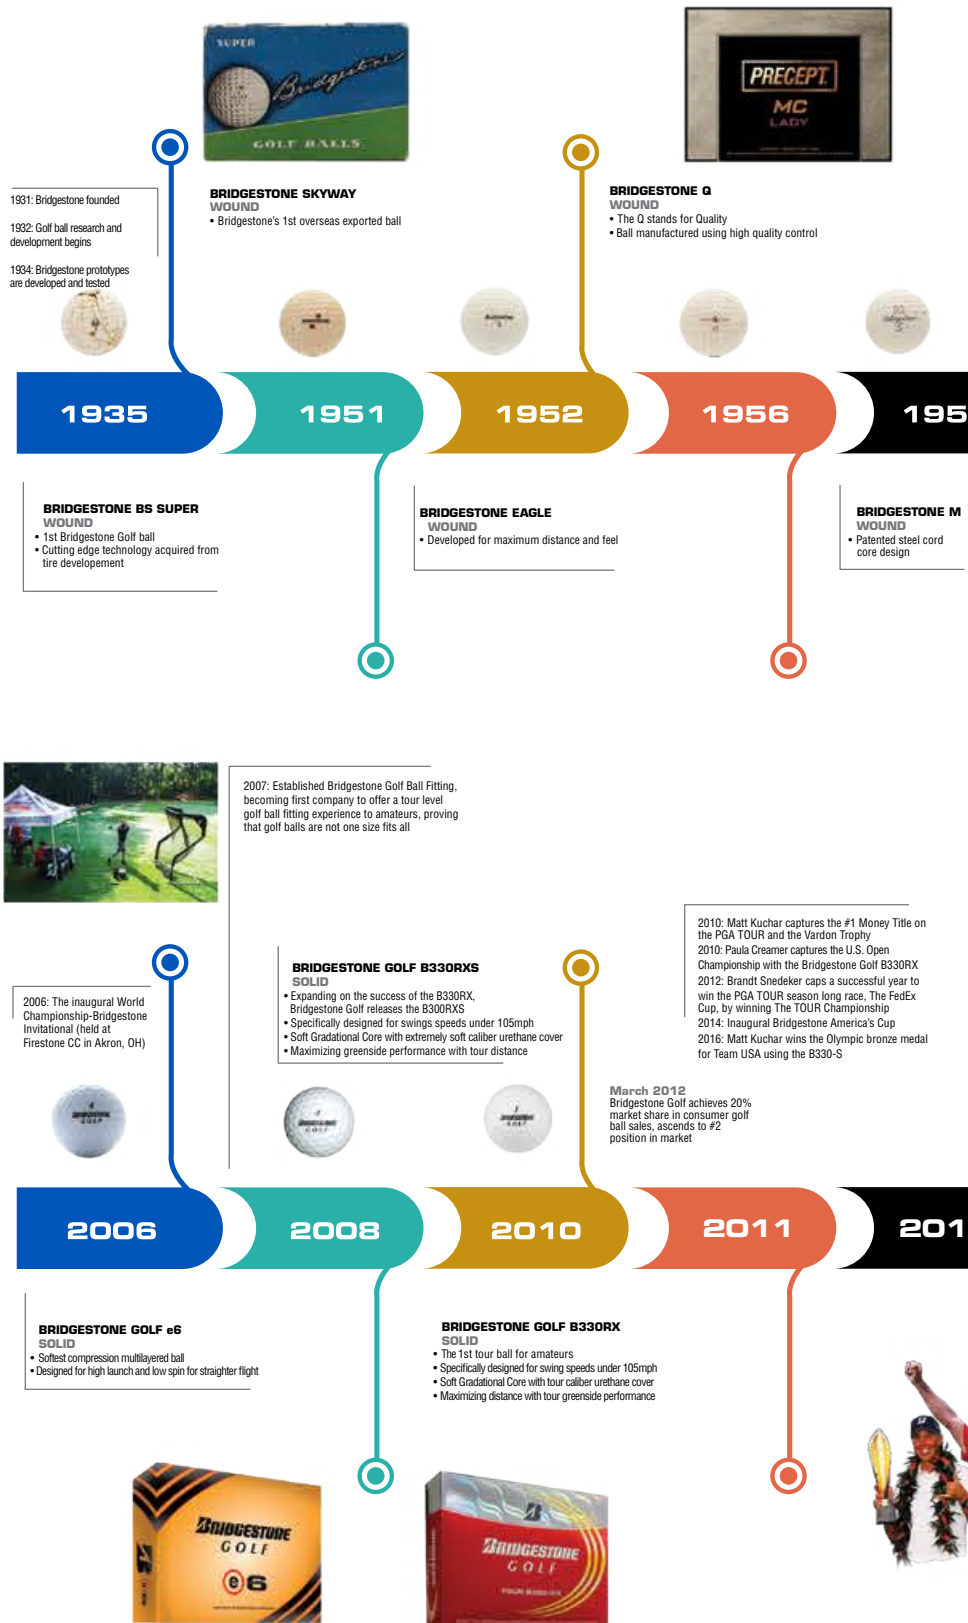 SUPER
Bridgestone
GOLF BALLS
PRECEPT.
MC
LADY
1931: Bridgestone founded
1932: Golf ball research and
development begins
1934: Bridgestone prototypes
are developed and tested
BRIDGESTONE SKYWAY
WOUND
• Bridgestone's 1st overseas exported ball
BRIDGESTONE Q
WOUND
• The Q stands for Quality
• Ball manufactured using high quality control
1935
1951
1952
1956
195
BRIDGESTONE BS SUPER
WOUND
• 1st Bridgestone Golf ball
• Cutting edge technology acquired from
tire developement
BRIDGESTONE EAGLE
WOUND
• Developed for maximum distance and feel
BRIDGESTONE M
WOUND
• Patented steel cord
core design
2007: Established Bridgestone Golf Ball Fitting,
becoming first company to offer a tour level
golf ball fitting experience to amateurs, proving
that golf balls are not one size fits all
2006: The inaugural World
Championship-Bridgestone
Invitational (held at
Firestone CC in Akron, OH)
BRIDGESTONE GOLF B330RXS
SOLID
• Expanding on the success of the B330RX,
Bridgestone Golf releases the B300RXS
• Specifically designed for swings speeds under 105mph
• Soft Gradational Core with extremely soft caliber urethane cover
• Maximizing greenside performance with tour distance
2010: Matt Kuchar captures the #1 Money Title on
the PGA TOUR and the Vardon Trophy
2010: Paula Creamer captures the U.S. Open
Championship with the Bridgestone Golf B330RX
2012: Brandt Snedeker caps a successful year to
win the PGA TOUR season long race, The FedEx
Cup, by winning The TOUR Championship
2014: Inaugural Bridgestone America's Cup
2016: Matt Kuchar wins the Olympic bronze medal
for Team USA using the B330-S
March 2012
Bridgestone Golf achieves 20%
market share in consumer golf
ball sales, ascends to #2
position in market
BRIDGESTONE
GOLF
BRIDGESTONE
GOLF
BRIDGESTONE
GOLF
2006
2008
2010
2011
201
BRIDGESTONE GOLF e6
SOLID
• Softest compression multilayered ball
• Designed for high launch and low spin for straighter flight
BRIDGESTONE GOLF B330RX
SOLID
• The 1st tour ball for amateurs
• Specifically designed for swing speeds under 105mph
• Soft Gradational Core with tour caliber urethane cover
• Maximizing distance with tour greenside performance
BRIDGESTONE
GOLF
e6
BRIDGESTONE
GOLF